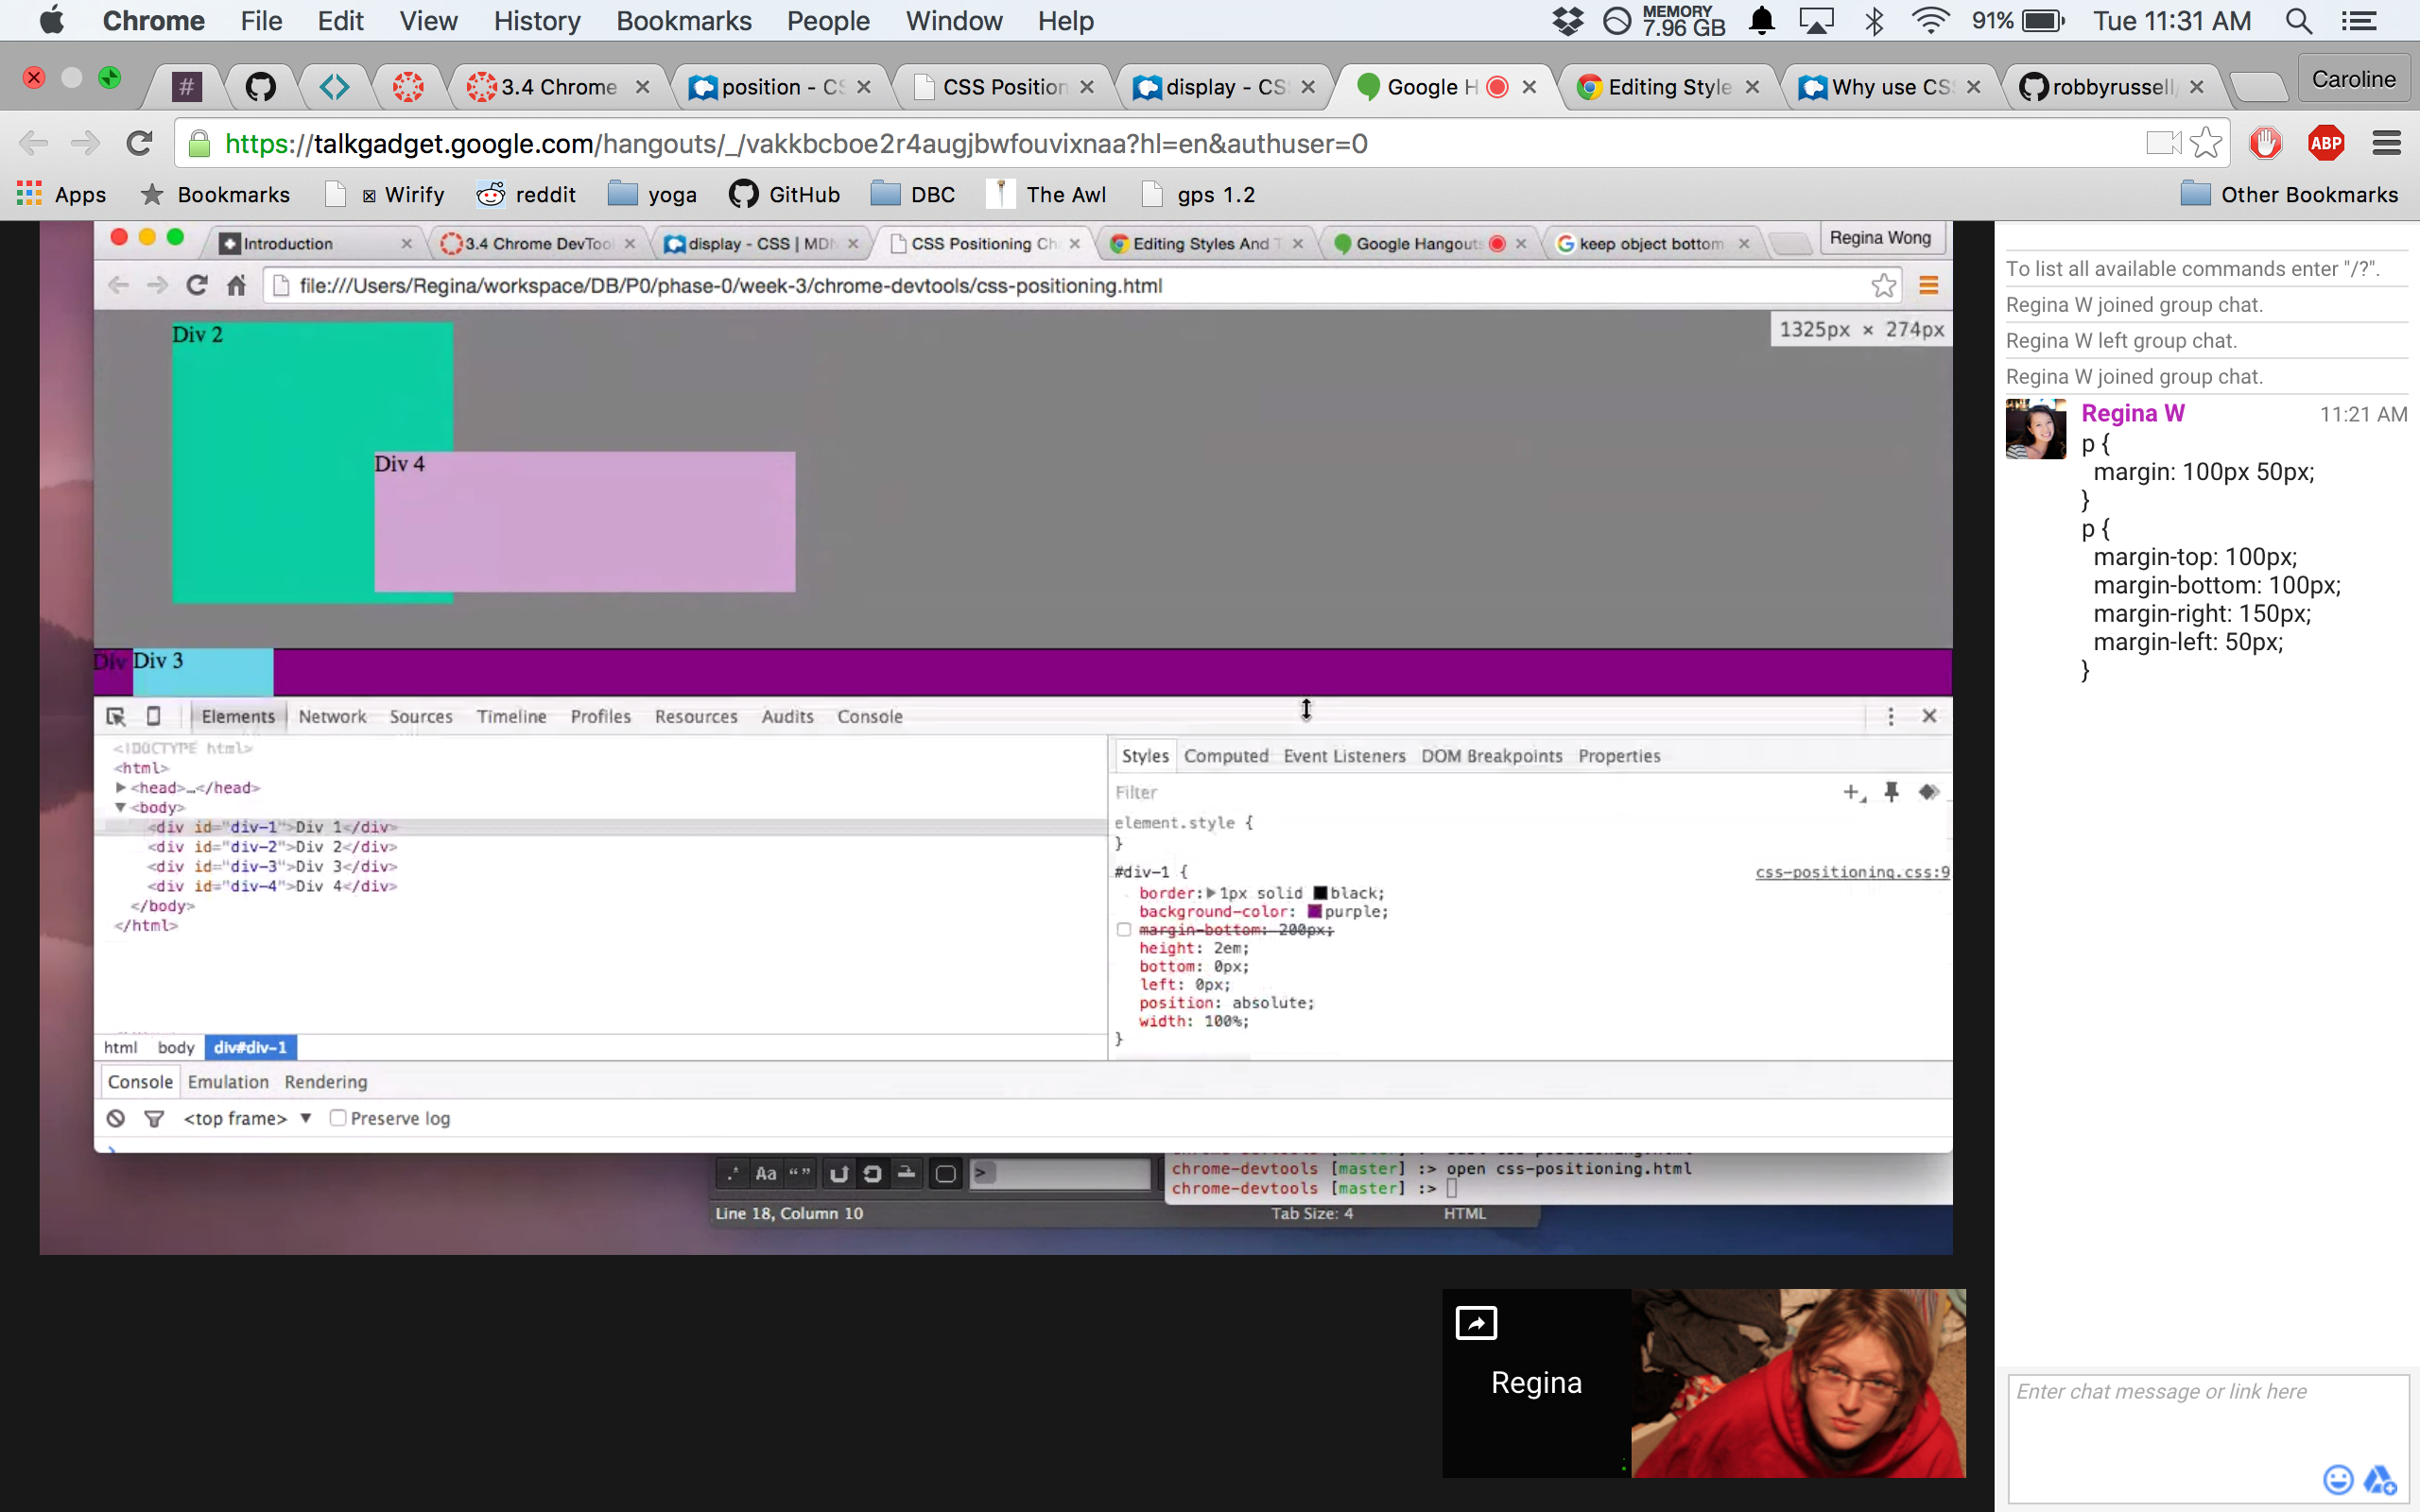 Chrome File Edit View History Bookmarks People Window Help MEMORY 7.96 GB 91% Tue 11:31 AM
# 3.4 Chrome position - CS CSS Position display - CS Google H Editing Style Why use CS robbyrussell/ Caroline
https://talkgadget.google.com/hangouts/_/vakkbcboe2r4augjbwfouvixnaa?hl=en&authuser=0 ABP
Apps Bookmarks Wirify reddit yoga GitHub DBC The Awl gps 1.2 Other Bookmarks
Introduction 3.4 Chrome DevToo display - CSS | MDN CSS Positioning Ch Editing Styles And T Google Hangouts keep object bottom Regina Wong
file:///Users/Regina/workspace/DB/P0/phase-0/week-3/chrome-devtools/css-positioning.html
1325px × 274px
Div 2
Div 4
Div Div 3
Elements Network Sources Timeline Profiles Resources Audits Console
<!DOCTYPE html>
<html>
<head>…</head>
<body>
<div id="div-1">Div 1</div>
<div id="div-2">Div 2</div>
<div id="div-3">Div 3</div>
<div id="div-4">Div 4</div>
</body>
</html>
html body div#div-1
Styles Computed Event Listeners DOM Breakpoints Properties
Filter
element.style {
}
#div-1 { css-positioning.css:9
border: 1px solid black;
background-color: purple;
margin-bottom: 200px;
height: 2em;
bottom: 0px;
left: 0px;
position: absolute;
width: 100%;
}
Console Emulation Rendering
<top frame> Preserve log
>
.* Aa “” >
chrome-devtools [master] :> open css-positioning.html
chrome-devtools [master] :>
Line 18, Column 10 Tab Size: 4 HTML
To list all available commands enter "/?".
Regina W joined group chat.
Regina W left group chat.
Regina W joined group chat.
Regina W 11:21 AM
p {
margin: 100px 50px;
}
p {
margin-top: 100px;
margin-bottom: 100px;
margin-right: 150px;
margin-left: 50px;
}
Regina
Enter chat message or link here